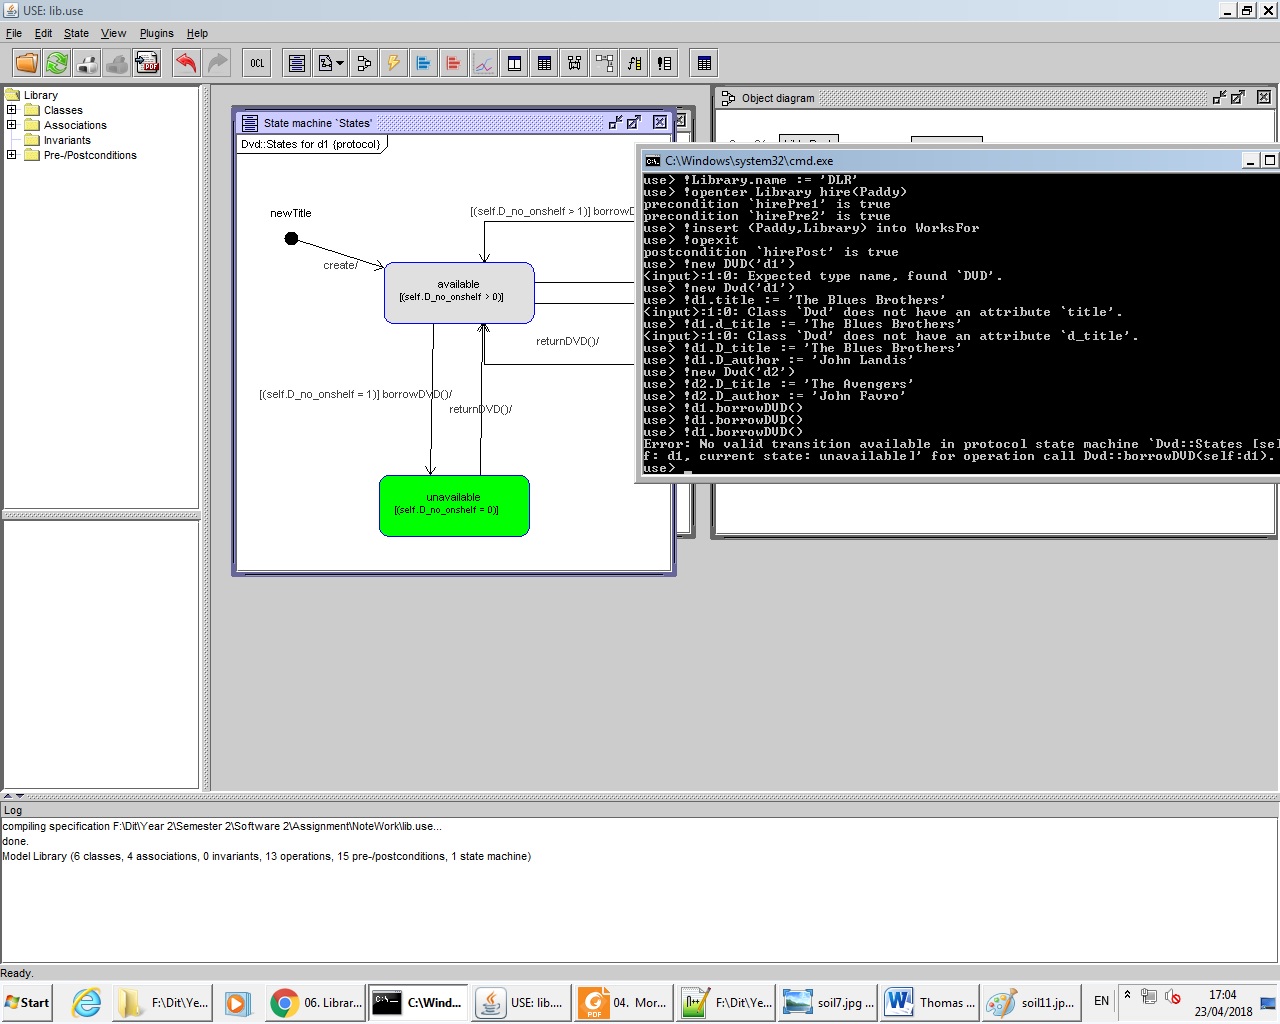 USE: lib.use
File Edit State View Plugins Help
OCL
Library
Classes
Associations
Invariants
Pre-/Postconditions
State machine `States'
Dvd::States for d1 {protocol}
newTitle
create/
[(self.D_no_onshelf > 1)] borrowD
available
[(self.D_no_onshelf > 0)]
returnDVD()/
[(self.D_no_onshelf = 1)] borrowDVD()/
returnDVD()/
unavailable
[(self.D_no_onshelf = 0)]
Object diagram
C:\Windows\system32\cmd.exe
use> !Library.name := 'DLR'
use> !openter Library hire(Paddy)
precondition `hirePre1' is true
precondition `hirePre2' is true
use> !insert (Paddy,Library) into WorksFor
use> !opexit
postcondition `hirePost' is true
use> !new DVD('d1')
<input>:1:0: Expected type name, found `DVD'.
use> !new Dvd('d1')
use> !d1.title := 'The Blues Brothers'
<input>:1:0: Class `Dvd' does not have an attribute `title'.
use> !d1.d_title := 'The Blues Brothers'
<input>:1:0: Class `Dvd' does not have an attribute `d_title'.
use> !d1.D_title := 'The Blues Brothers'
use> !d1.D_author := 'John Landis'
use> !new Dvd('d2')
use> !d2.D_title := 'The Avengers'
use> !d2.D_author := 'John Favro'
use> !d1.borrowDVD()
use> !d1.borrowDVD()
use> !d1.borrowDVD()
Error: No valid transition available in protocol state machine `Dvd::States [sel
f: d1, current state: unavailable]' for operation call Dvd::borrowDVD(self:d1).
use>
Log
compiling specification F:\Dit\Year 2\Semester 2\Software 2\Assignment\NoteWork\lib.use...
done.
Model Library (6 classes, 4 associations, 0 invariants, 13 operations, 15 pre-/postconditions, 1 state machine)
Ready.
Start
F:\Dit\Ye...
06. Librar...
C:\Wind...
USE: lib....
04. Mor...
F:\Dit\Ye...
soil7.jpg ...
Thomas ...
soil11.jp...
EN
17:04
23/04/2018